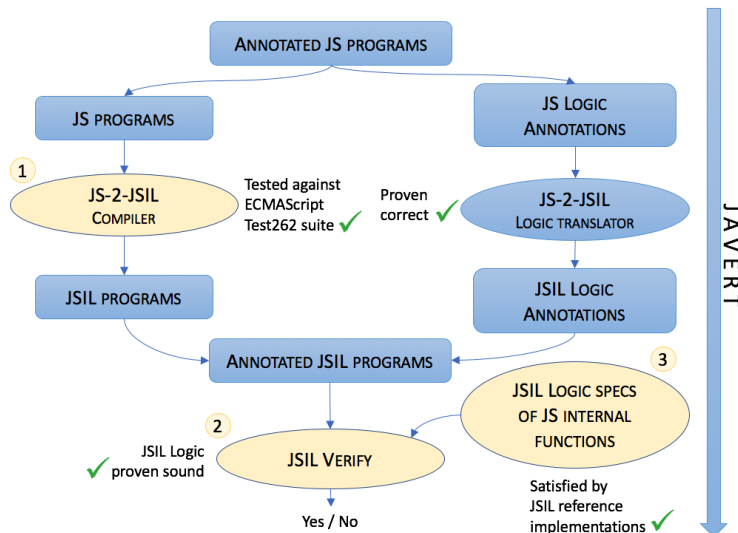 ANNOTATED JS PROGRAMS
JS PROGRAMS
JS LOGIC
ANNOTATIONS
1
JS-2-JSIL
COMPILER
Tested against
ECMAScript
Test262 suite
Proven
correct
JS-2-JSIL
LOGIC TRANSLATOR
JSIL PROGRAMS
JSIL LOGIC
ANNOTATIONS
ANNOTATED JSIL PROGRAMS
3
JSIL LOGIC SPECS
OF JS INTERNAL
FUNCTIONS
2
JSIL Logic
proven sound
JSIL VERIFY
Satisfied by
JSIL reference
implementations
Yes / No
JAVERT